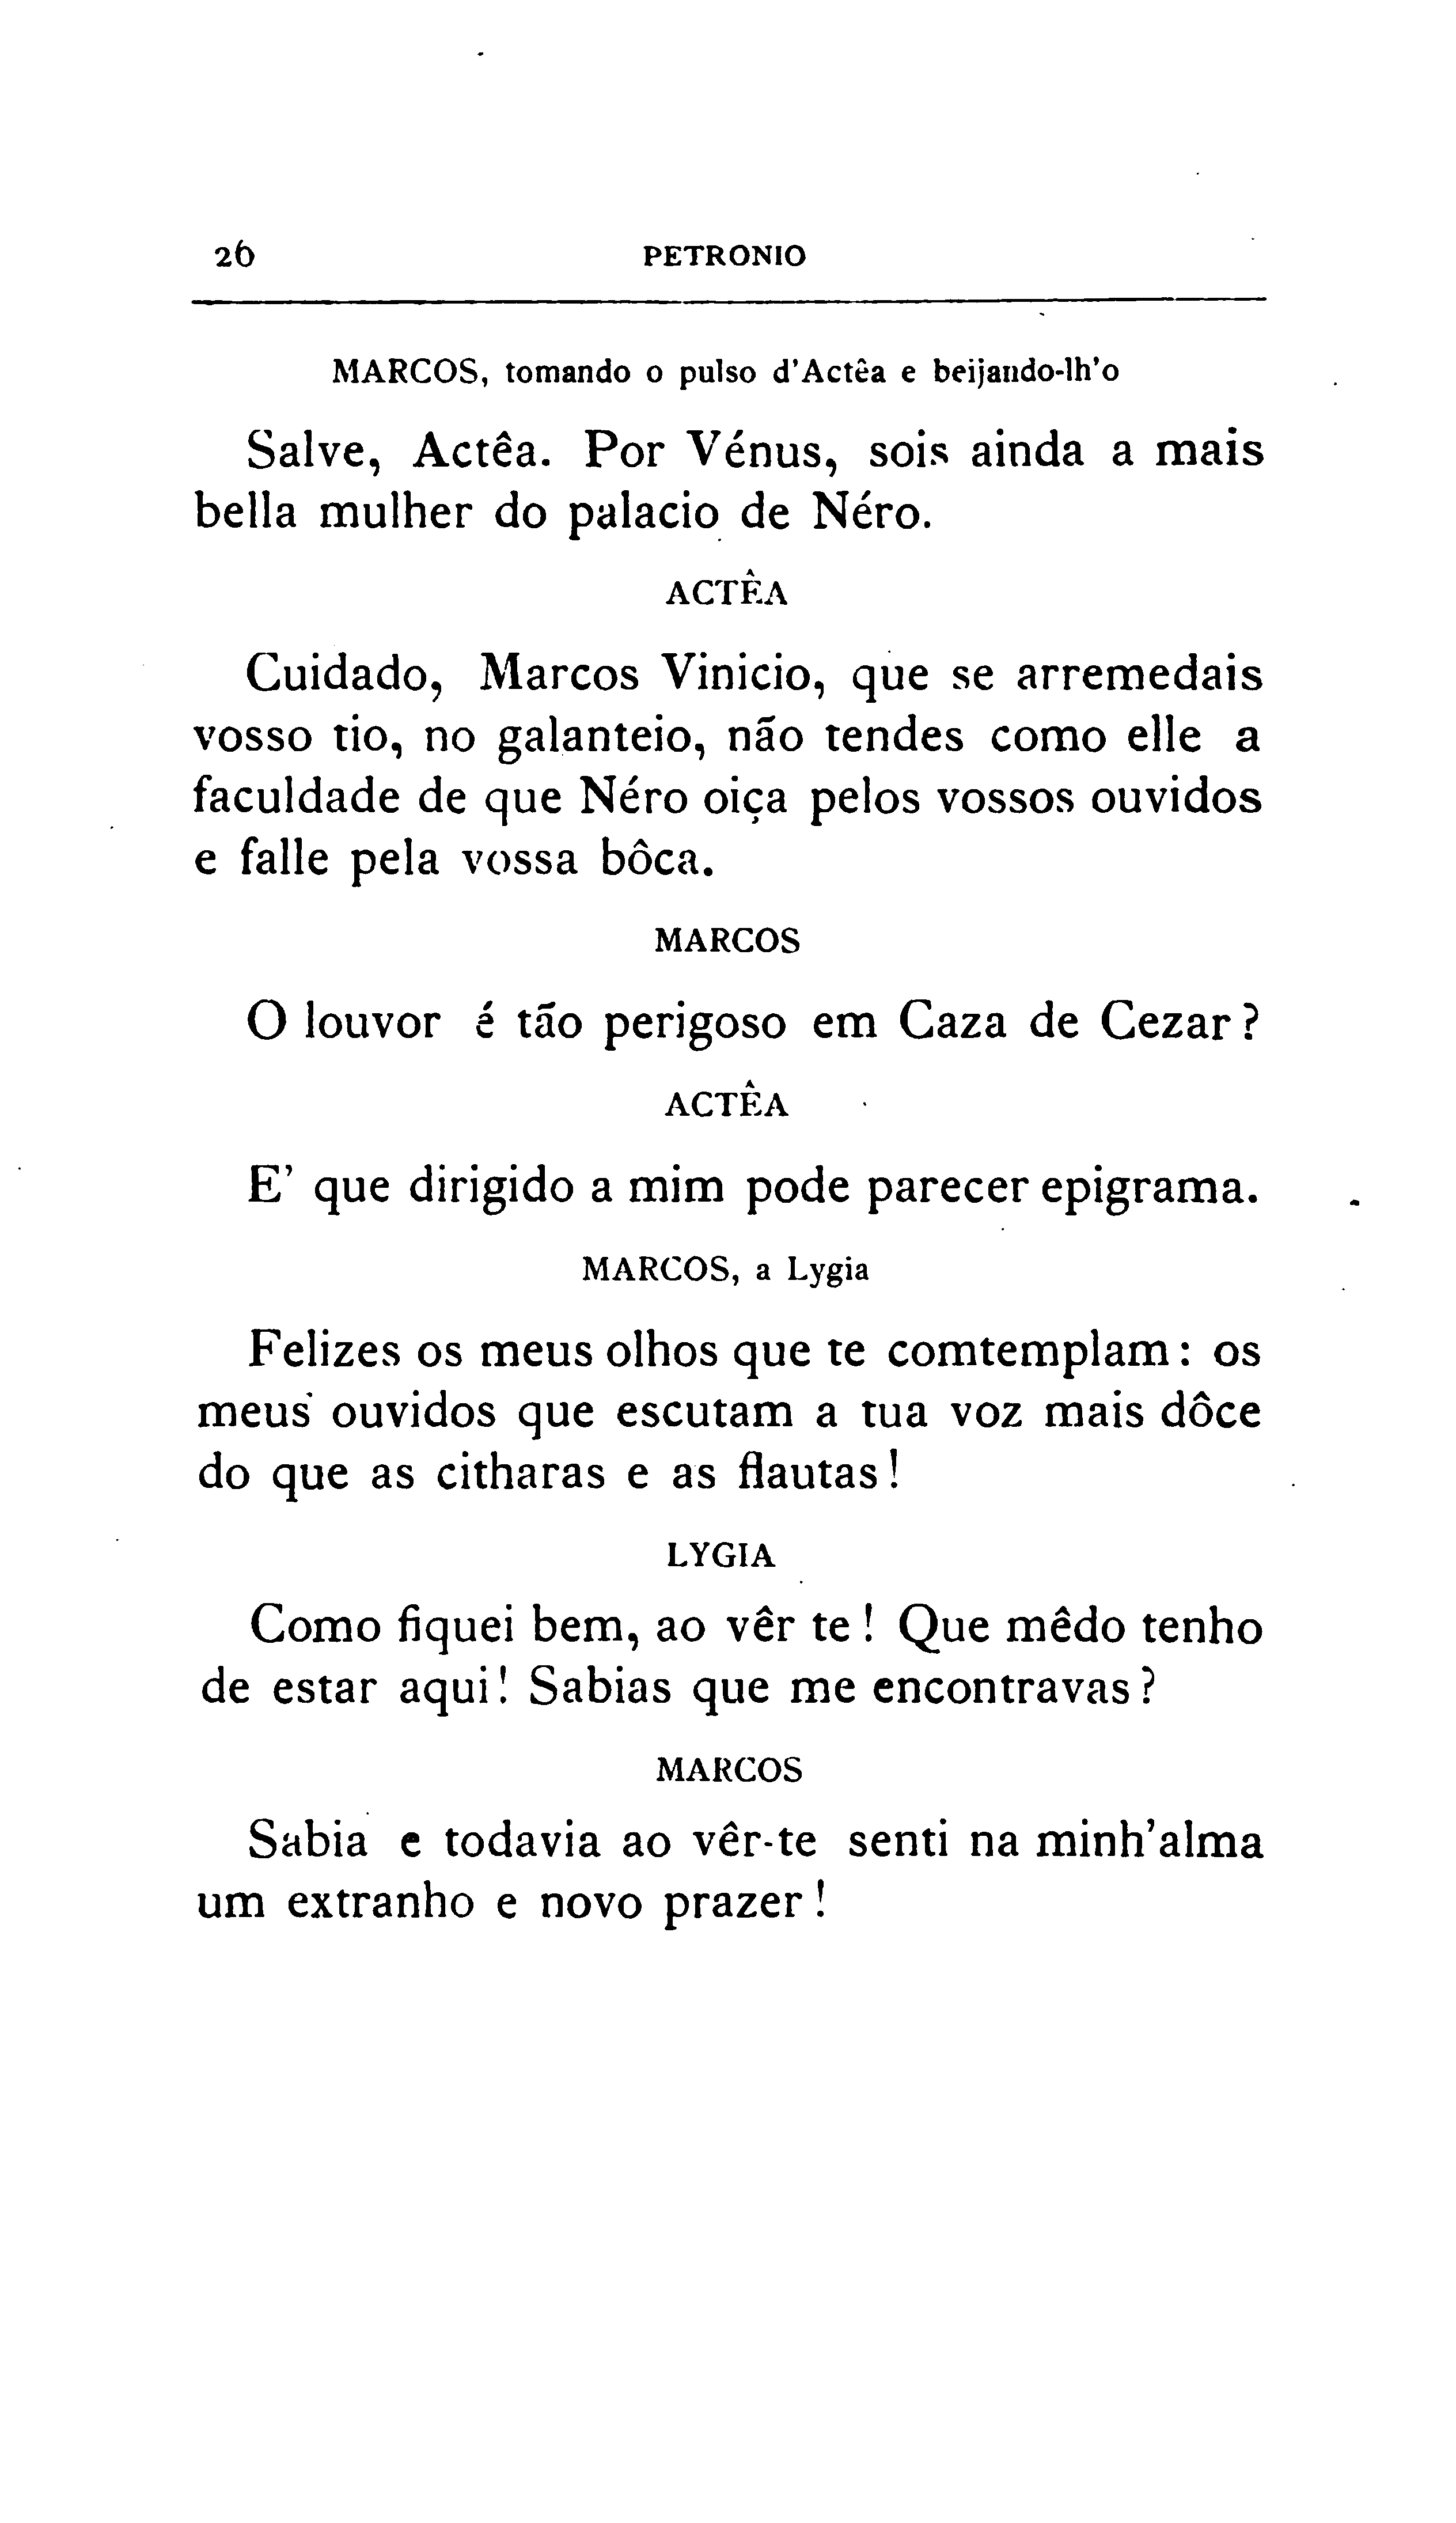 26 PETRONIO
MARCOS, tomando o pulso d'Actêa e beijando-lh'o
Salve, Actêa. Por Vénus, sois ainda a mais
bella mulher do palacio de Néro.
ACTÊA
Cuidado, Marcos Vinicio, que se arremedais
vosso tio, no galanteio, não tendes como elle a
faculdade de que Néro oiça pelos vossos ouvidos
e falle pela vossa bôca.
MARCOS
O louvor é tão perigoso em Caza de Cezar?
ACTÊA
E' que dirigido a mim pode parecer epigrama.
MARCOS, a Lygia
Felizes os meus olhos que te comtemplam: os
meus ouvidos que escutam a tua voz mais dôce
do que as citharas e as flautas!
LYGIA
Como fiquei bem, ao vêr te! Que mêdo tenho
de estar aqui! Sabias que me encontravas?
MARCOS
Sabia e todavia ao vêr-te senti na minh'alma
um extranho e novo prazer!